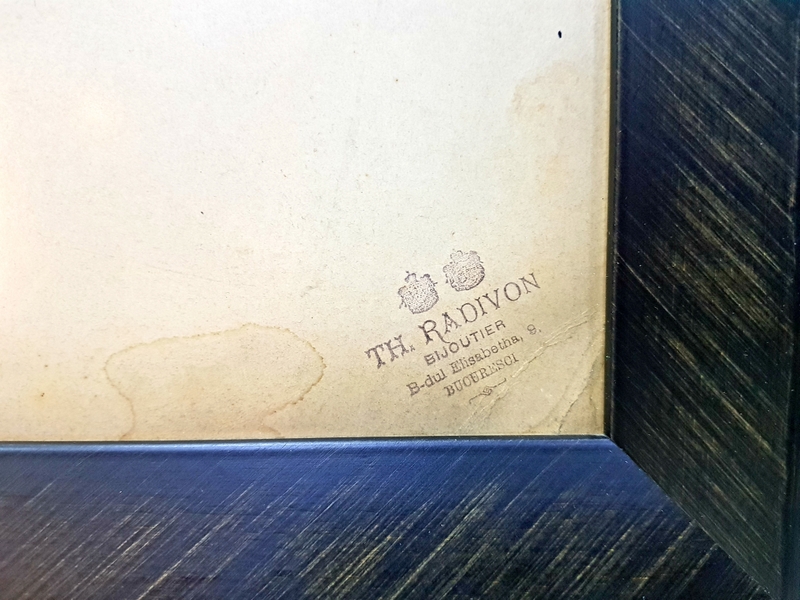 TH. RADIVON
BIJOUTIER
B-dul Elisabetha, 9.
BUCURESCI